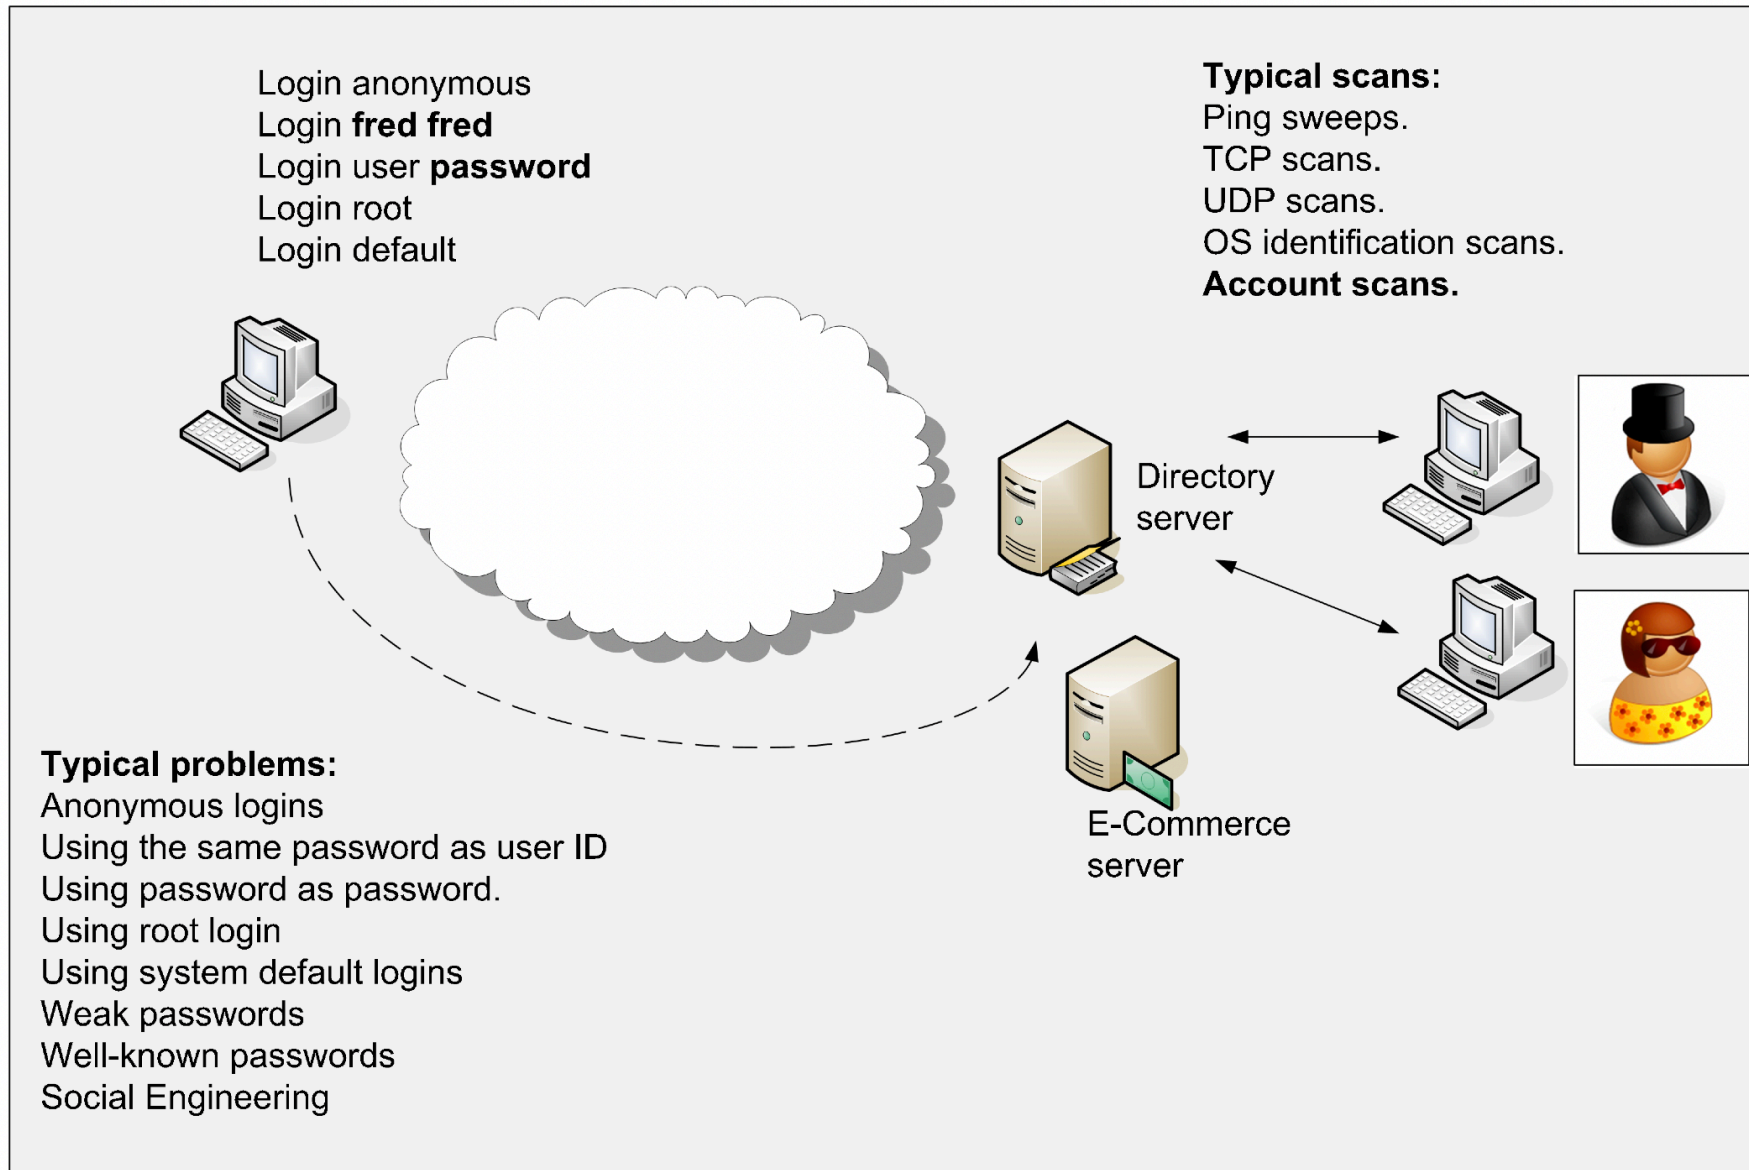 Login anonymous
Login fred fred
Login user password
Login root
Login default
Typical scans:
Ping sweeps.
TCP scans.
UDP scans.
OS identification scans.
Account scans.
Directory
server
E-Commerce
server
Typical problems:
Anonymous logins
Using the same password as user ID
Using password as password.
Using root login
Using system default logins
Weak passwords
Well-known passwords
Social Engineering